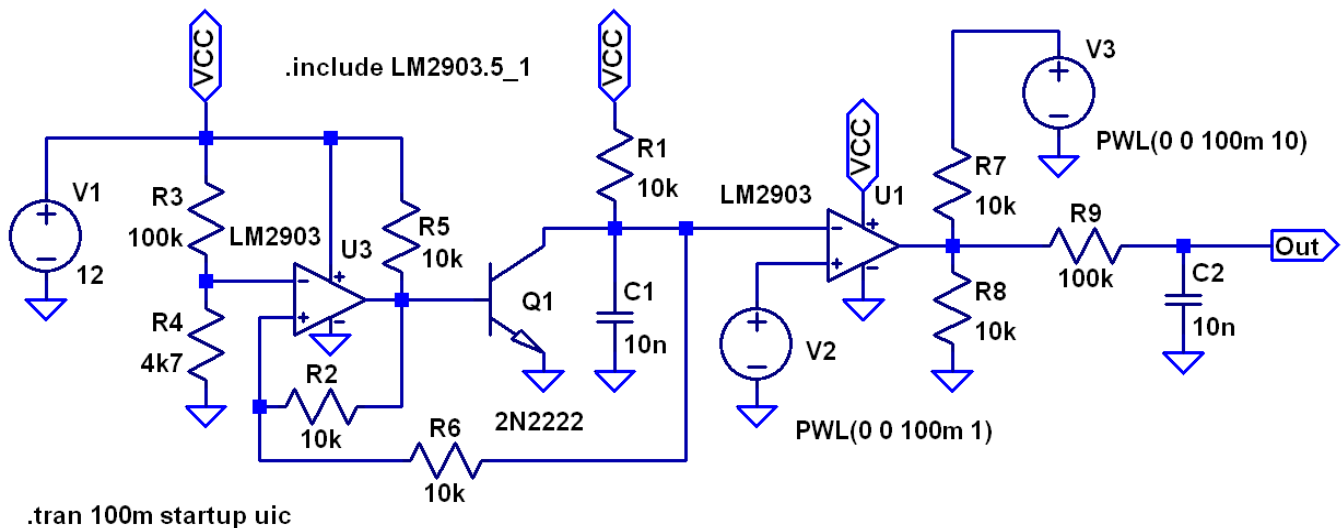 VCC
.include LM2903.5_1
VCC
V3
VCC
PWL(0 0 100m 10)
R1
10k
V1
12
R3
100k
LM2903
U3
R5
10k
LM2903
U1
R7
10k
R9
100k
Out
C2
10n
Q1
C1
10n
R4
4k7
R8
10k
V2
R2
10k
2N2222
PWL(0 0 100m 1)
R6
10k
.tran 100m startup uic